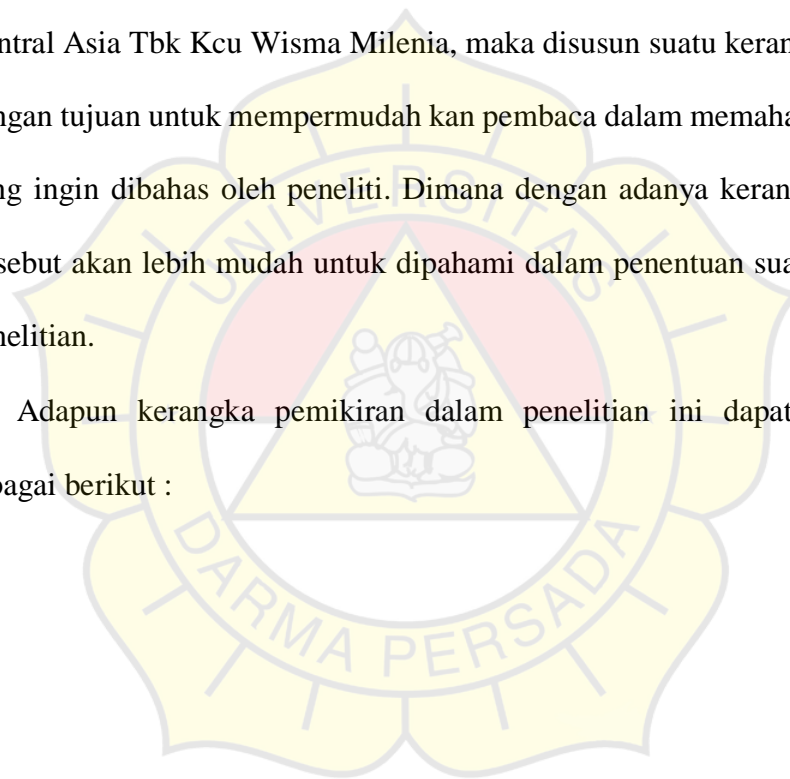 ntral Asia Tbk Kcu Wisma Milenia, maka disusun suatu keran
ngan tujuan untuk mempermudah kan pembaca dalam memaha
ng ingin dibahas oleh peneliti. Dimana dengan adanya keran
sebut akan lebih mudah untuk dipahami dalam penentuan sua
nelitian.
Adapun kerangka pemikiran dalam penelitian ini dapat
bagai berikut :
UNIVERSITAS
DARMA PERSADA